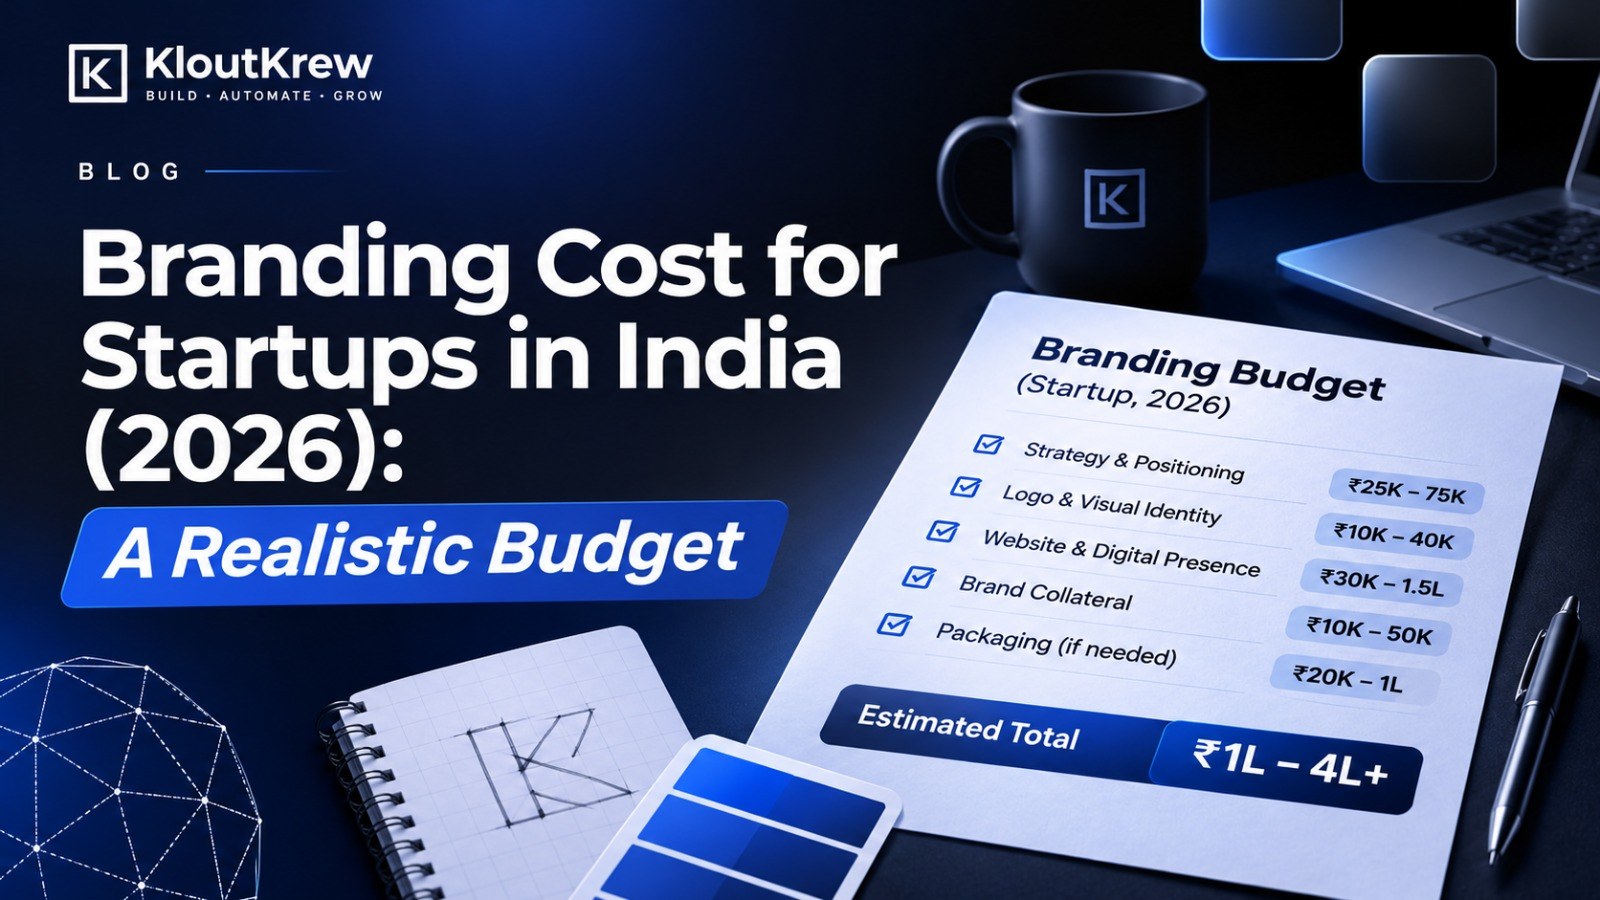 K KloutKrew
BUILD · AUTOMATE · GROW
BLOG
Branding Cost for
Startups in India
(2026):
A Realistic Budget
K
Branding Budget
(Startup, 2026)
Strategy & Positioning ₹25K – 75K
Logo & Visual Identity ₹10K – 40K
Website & Digital Presence ₹30K – 1.5L
Brand Collateral ₹10K – 50K
Packaging (if needed) ₹20K – 1L
Estimated Total ₹1L – 4L+
K